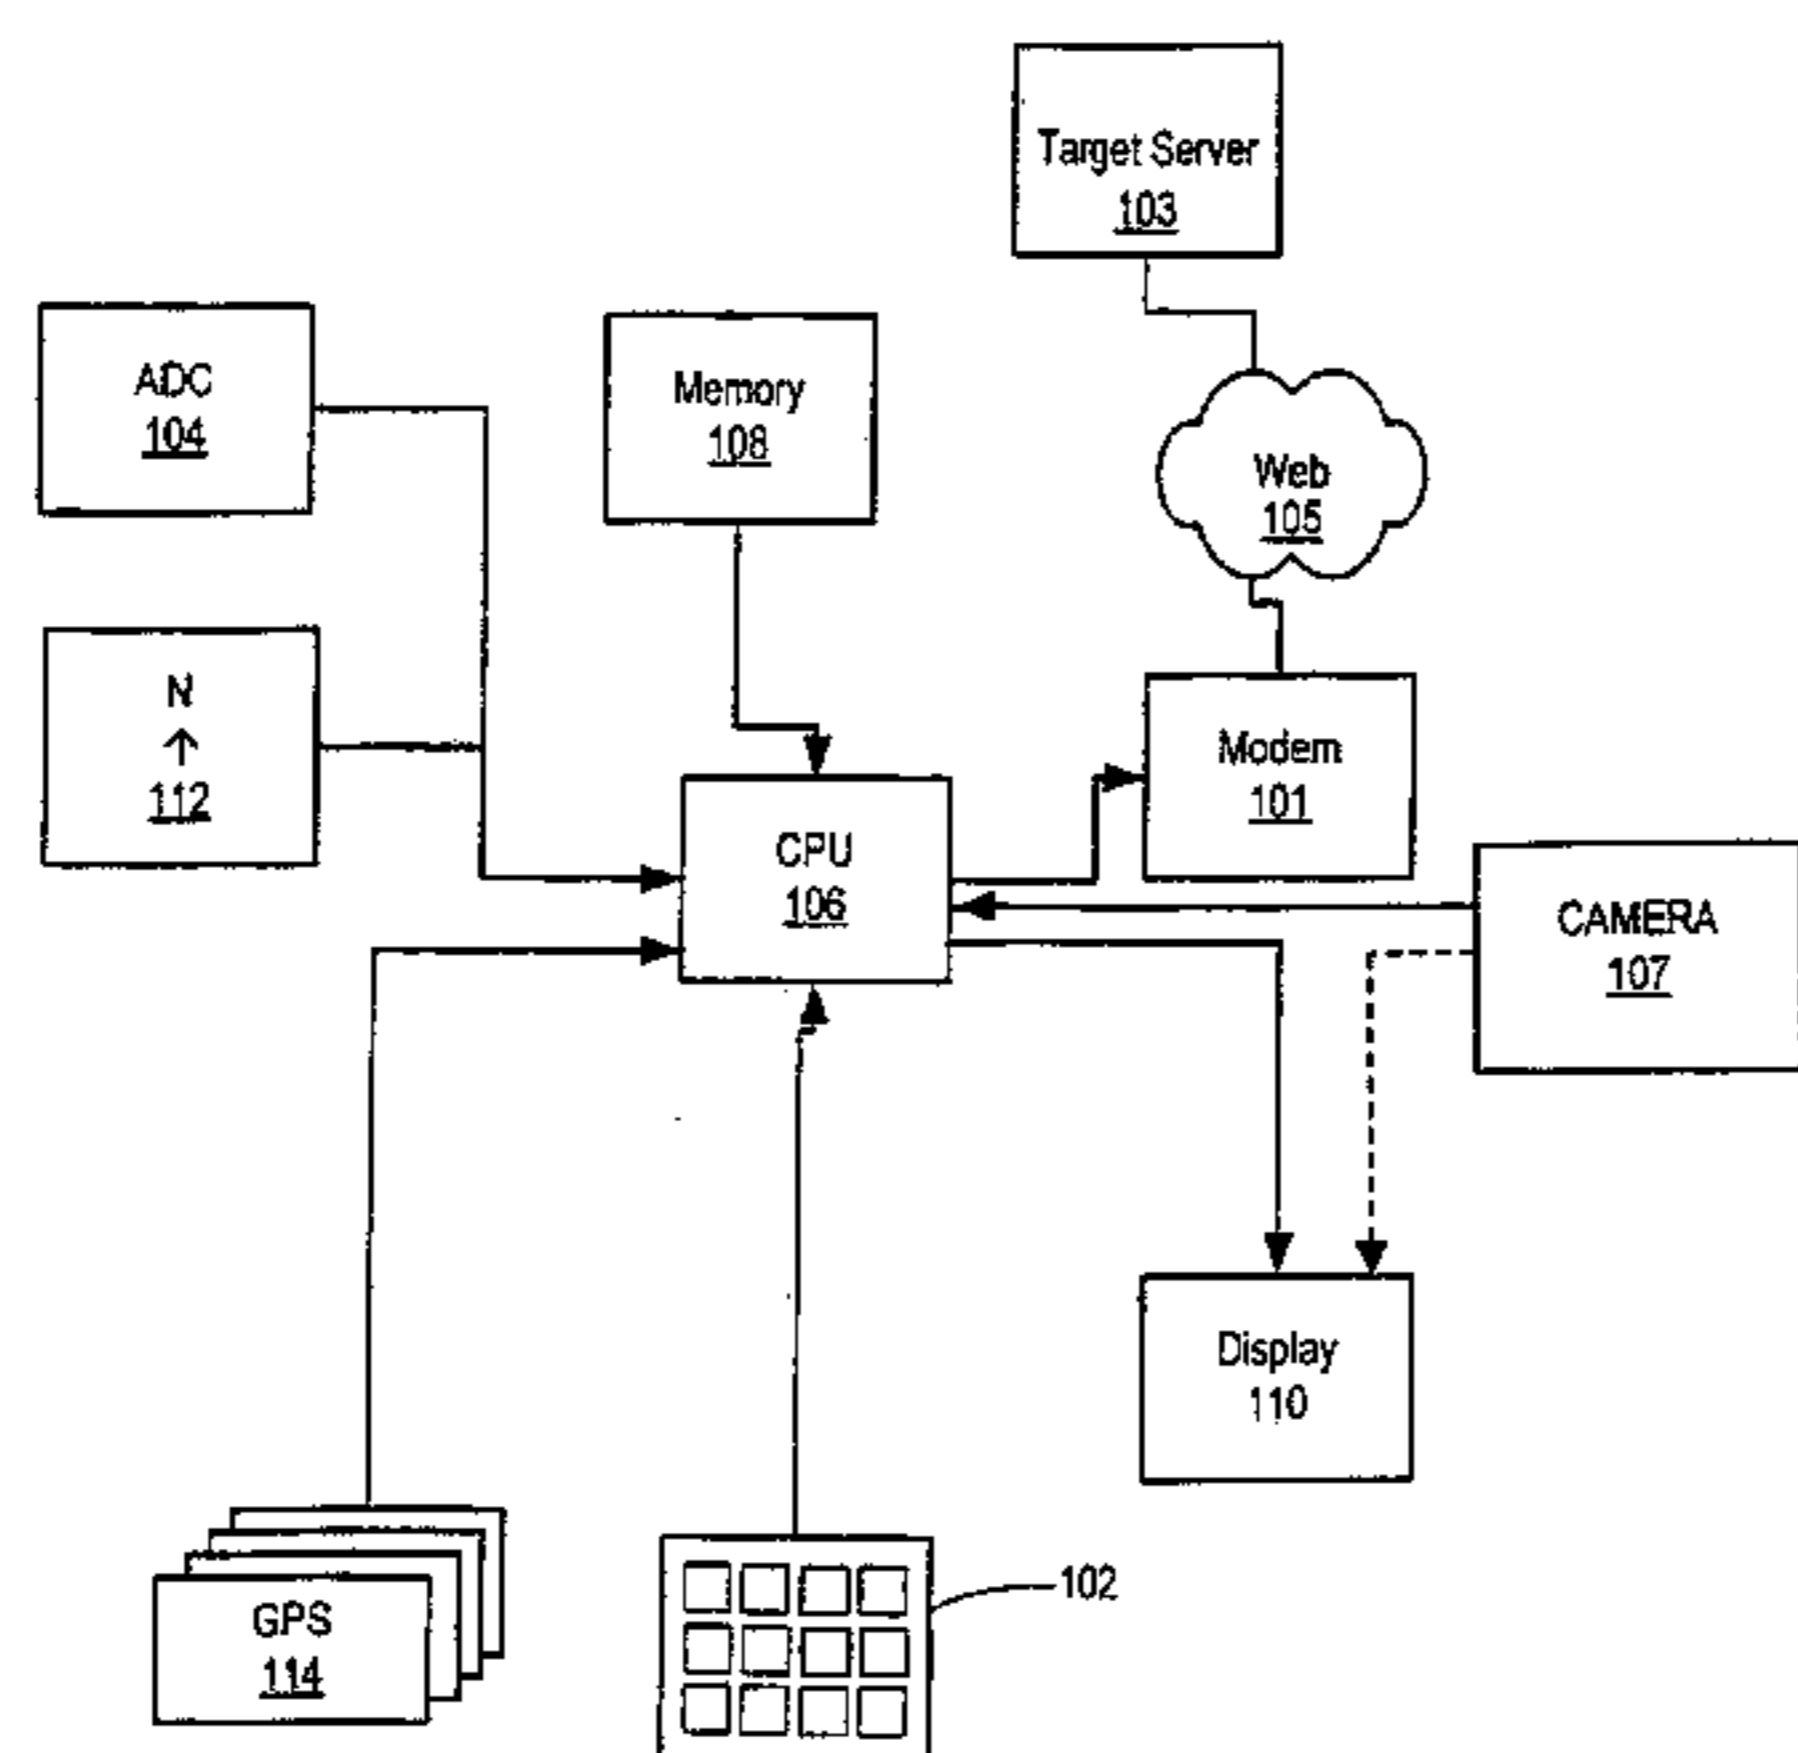 Target Server
103
ADC
104
Memory
108
Web
105
N
112
Modem
101
CPU
106
CAMERA
107
Display
110
GPS
114
102